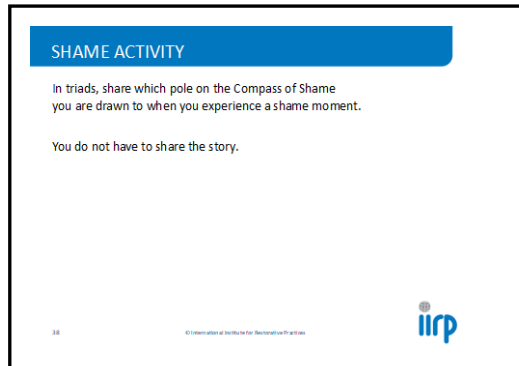 SHAME ACTIVITY
In triads, share which pole on the Compass of Shame
you are drawn to when you experience a shame moment.
You do not have to share the story.
38
© International Institute for Restorative Practices
iirp